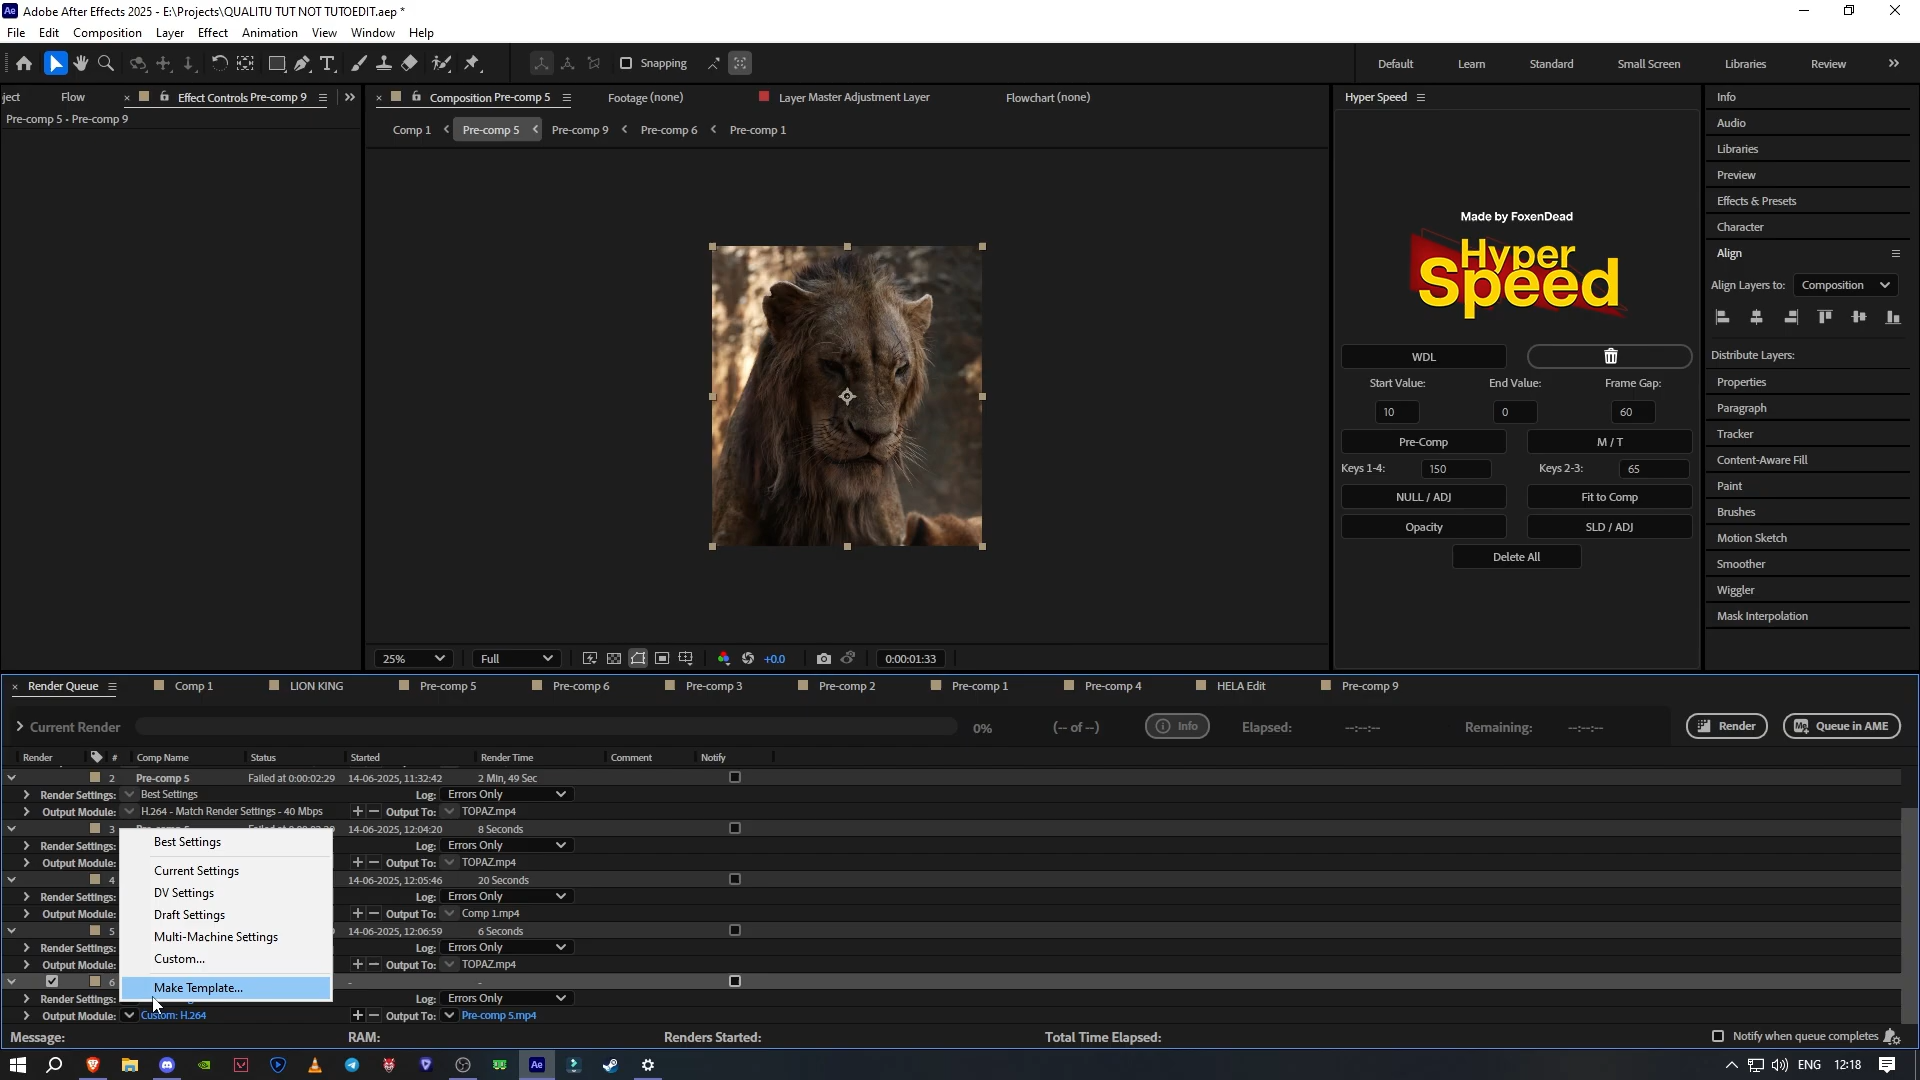 Adobe After Effects 2025 - E:\Projects\QUALITU TUT NOT TUTOEDIT.aep *
File Edit Composition Layer Effect Animation View Window Help
Snapping
Default Learn Standard Small Screen Libraries Review
ject Flow Effect Controls Pre-comp 9
Composition Pre-comp 5 Footage (none) Layer Master Adjustment Layer Flowchart (none)
Pre-comp 5 • Pre-comp 9
Comp 1 Pre-comp 5 Pre-comp 9 Pre-comp 6 Pre-comp 1
Hyper Speed
Made by FoxenDead
Hyper
Speed
WDL
Start Value: End Value: Frame Gap:
10 0 60
Pre-Comp M / T
Keys 1-4: 150 Keys 2-3: 65
NULL / ADJ Fit to Comp
Opacity SLD / ADJ
Delete All
Info
Audio
Libraries
Preview
Effects & Presets
Character
Align
Align Layers to: Composition
Distribute Layers:
Properties
Paragraph
Tracker
Content-Aware Fill
Paint
Brushes
Motion Sketch
Smoother
Wiggler
Mask Interpolation
25% Full +0.0 0:00:01:33
Render Queue Comp 1 LION KING Pre-comp 5 Pre-comp 6 Pre-comp 3 Pre-comp 2 Pre-comp 1 Pre-comp 4 HELA Edit Pre-comp 9
Current Render 0% (-- of --) Info Elapsed: --:--:-- Remaining: --:--:-- Render Queue in AME
Render # Comp Name Status Started Render Time Comment Notify
2 Pre-comp 5 Failed at 0:00:02:29 14-06-2025, 11:32:42 2 Min, 49 Sec
Render Settings: Best Settings Log: Errors Only
Output Module: H.264 - Match Render Settings - 40 Mbps Output To: TOPAZ.mp4
3 14-06-2025, 12:04:20 8 Seconds
Render Settings: Log: Errors Only
Output Module: Output To: TOPAZ.mp4
4 14-06-2025, 12:05:46 20 Seconds
Render Settings: Log: Errors Only
Output Module: Output To: Comp 1.mp4
5 14-06-2025, 12:06:59 6 Seconds
Render Settings: Log: Errors Only
Output Module: Output To: TOPAZ.mp4
6 - -
Render Settings: Log: Errors Only
Output Module: Custom: H.264 Output To: Pre-comp 5.mp4
Best Settings
Current Settings
DV Settings
Draft Settings
Multi-Machine Settings
Custom...
Make Template...
Message: RAM: Renders Started: Total Time Elapsed: Notify when queue completes
Ae ENG 12:18